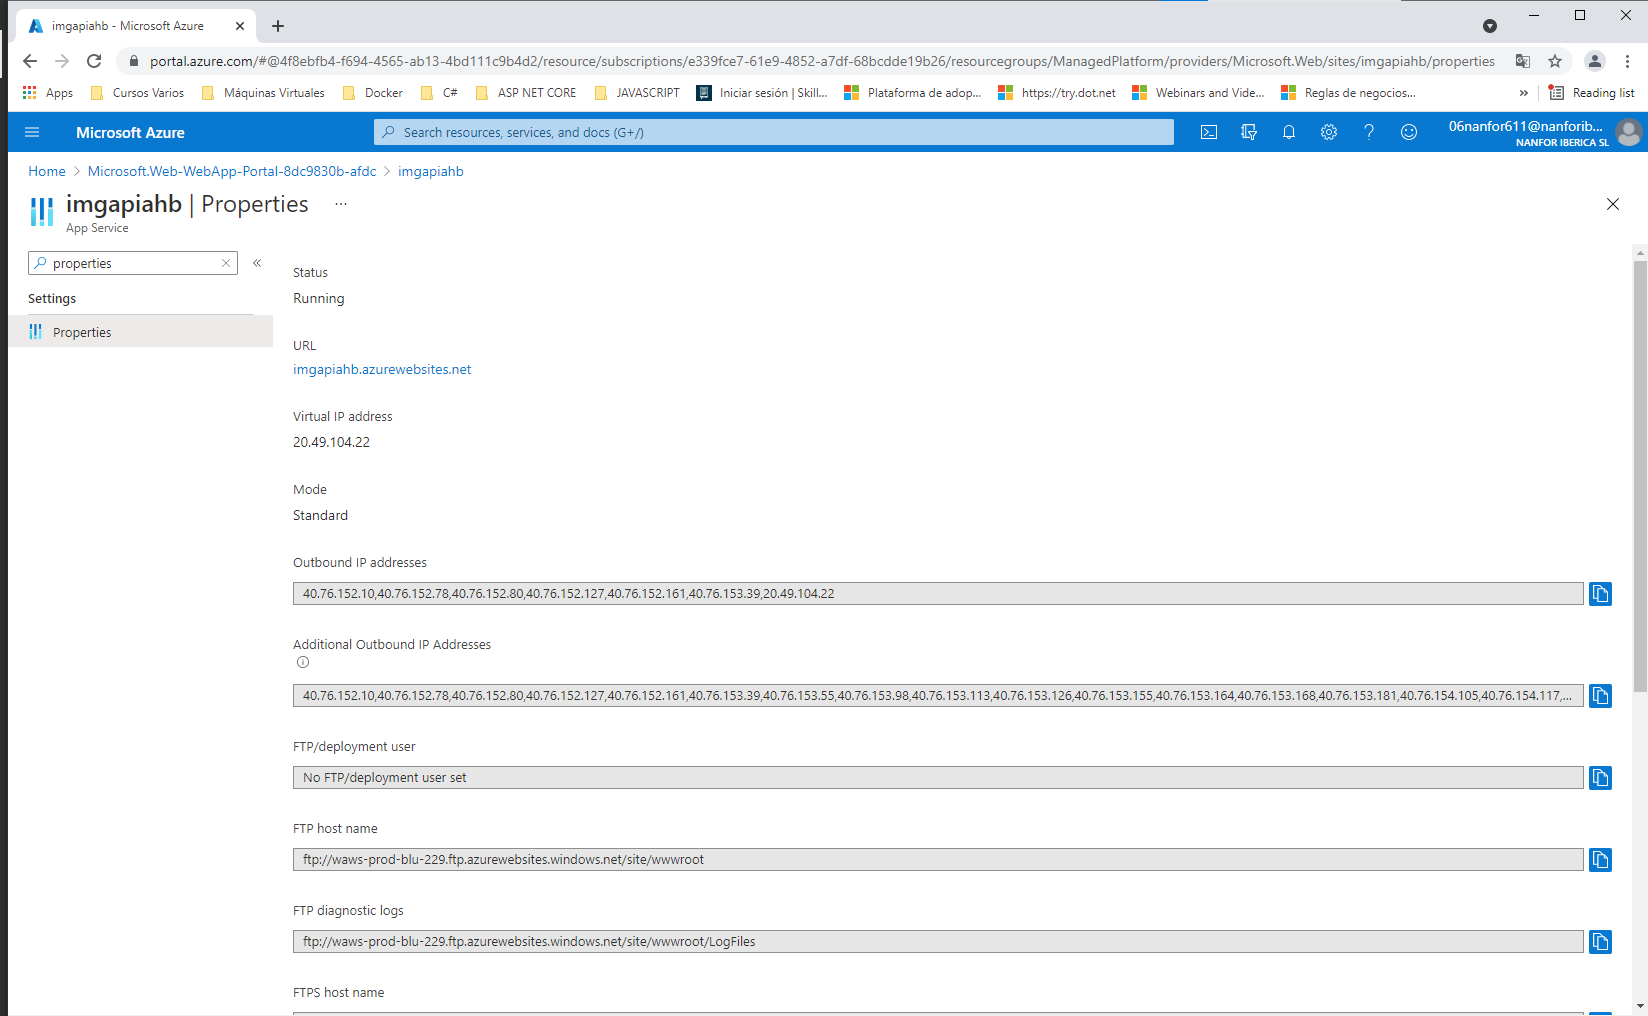 imgapiahb - Microsoft Azure
portal.azure.com/#@4f8ebfb4-f694-4565-ab13-4bd111c9b4d2/resource/subscriptions/e339fce7-61e9-4852-a7df-68bcdde19b26/resourcegroups/ManagedPlatform/providers/Microsoft.Web/sites/imgapiahb/properties
Apps Cursos Varios Máquinas Virtuales Docker C# ASP NET CORE JAVASCRIPT Iniciar sesión | Skill... Plataforma de adop... https://try.dot.net Webinars and Vide... Reglas de negocios... » Reading list
Microsoft Azure
Search resources, services, and docs (G+/)
06nanfor611@nanforib...
NANFOR IBERICA SL
Home > Microsoft.Web-WebApp-Portal-8dc9830b-afdc > imgapiahb
imgapiahb | Properties ...
App Service
properties
«
Settings
Properties
Status
Running
URL
imgapiahb.azurewebsites.net
Virtual IP address
20.49.104.22
Mode
Standard
Outbound IP addresses
40.76.152.10,40.76.152.78,40.76.152.80,40.76.152.127,40.76.152.161,40.76.153.39,20.49.104.22
Additional Outbound IP Addresses
40.76.152.10,40.76.152.78,40.76.152.80,40.76.152.127,40.76.152.161,40.76.153.39,40.76.153.55,40.76.153.98,40.76.153.113,40.76.153.126,40.76.153.155,40.76.153.164,40.76.153.168,40.76.153.181,40.76.154.105,40.76.154.117,...
FTP/deployment user
No FTP/deployment user set
FTP host name
ftp://waws-prod-blu-229.ftp.azurewebsites.windows.net/site/wwwroot
FTP diagnostic logs
ftp://waws-prod-blu-229.ftp.azurewebsites.windows.net/site/wwwroot/LogFiles
FTPS host name